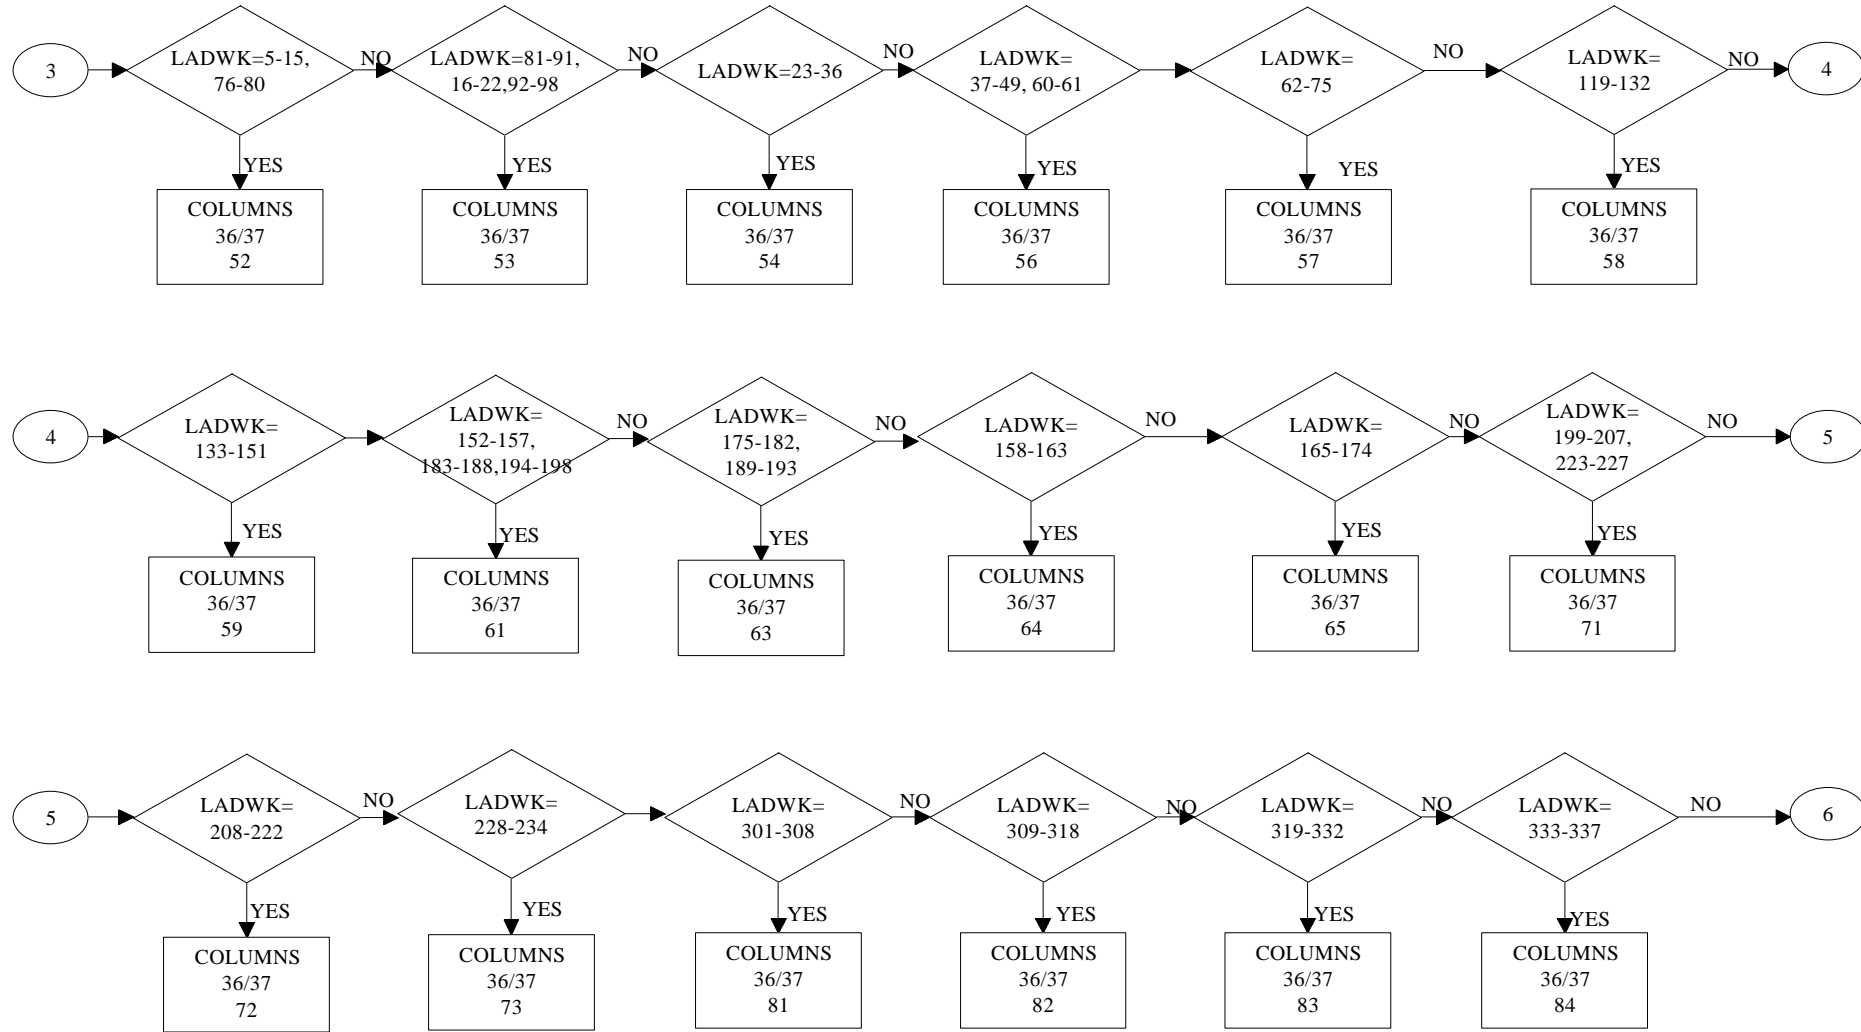 3
LADWK=5-15,
76-80
NO
LADWK=81-91,
16-22,92-98
NO
LADWK=23-36
NO
LADWK=
37-49, 60-61
LADWK=
62-75
NO
LADWK=
119-132
NO
4
YES
YES
YES
YES
YES
YES
COLUMNS
36/37
52
COLUMNS
36/37
53
COLUMNS
36/37
54
COLUMNS
36/37
56
COLUMNS
36/37
57
COLUMNS
36/37
58
4
LADWK=
133-151
LADWK=
152-157,
183-188,194-198
NO
LADWK=
175-182,
189-193
NO
LADWK=
158-163
NO
LADWK=
165-174
NO
LADWK=
199-207,
223-227
NO
5
YES
YES
YES
YES
YES
YES
COLUMNS
36/37
59
COLUMNS
36/37
61
COLUMNS
36/37
63
COLUMNS
36/37
64
COLUMNS
36/37
65
COLUMNS
36/37
71
5
LADWK=
208-222
NO
LADWK=
228-234
LADWK=
301-308
NO
LADWK=
309-318
NO
LADWK=
319-332
NO
LADWK=
333-337
NO
6
YES
YES
YES
YES
YES
YES
COLUMNS
36/37
72
COLUMNS
36/37
73
COLUMNS
36/37
81
COLUMNS
36/37
82
COLUMNS
36/37
83
COLUMNS
36/37
84